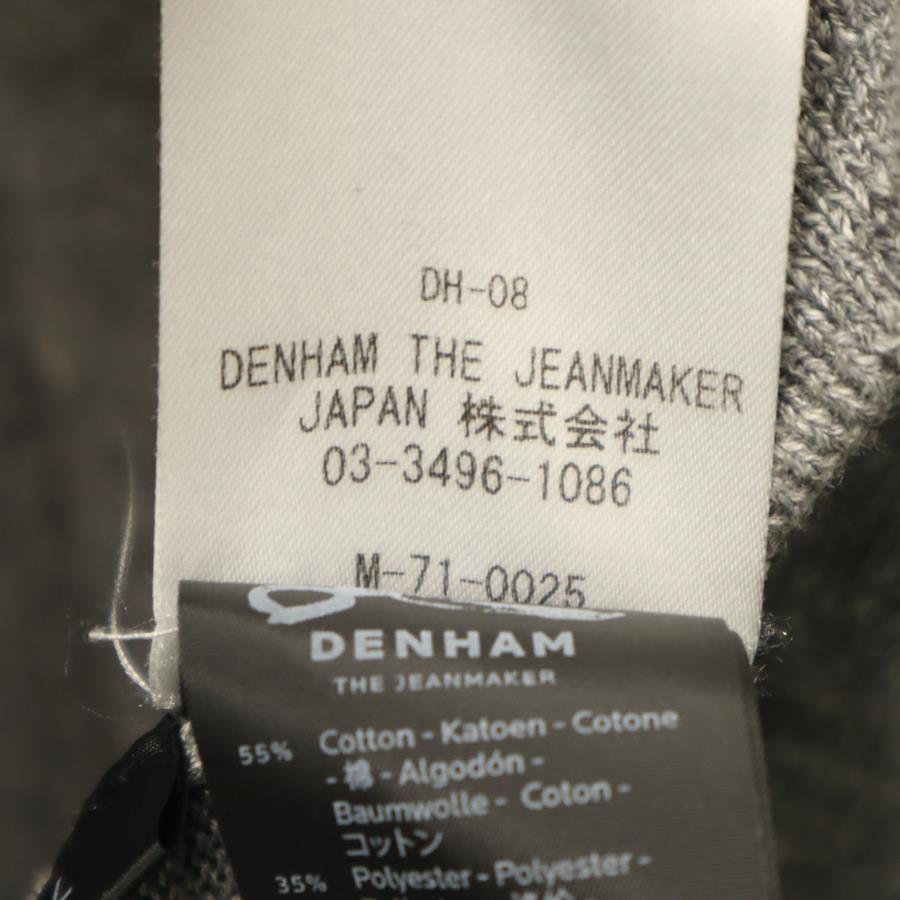 DH-08
DENHAM THE JEANMAKER
JAPAN 株式会社
03-3496-1086
M-71-0025
DENHAM
THE JEANMAKER
55% Cotton - Katoen - Cotone
- 棉 - Algodón -
Baumwolle - Coton -
コットン
35% Polyester - Polyester -